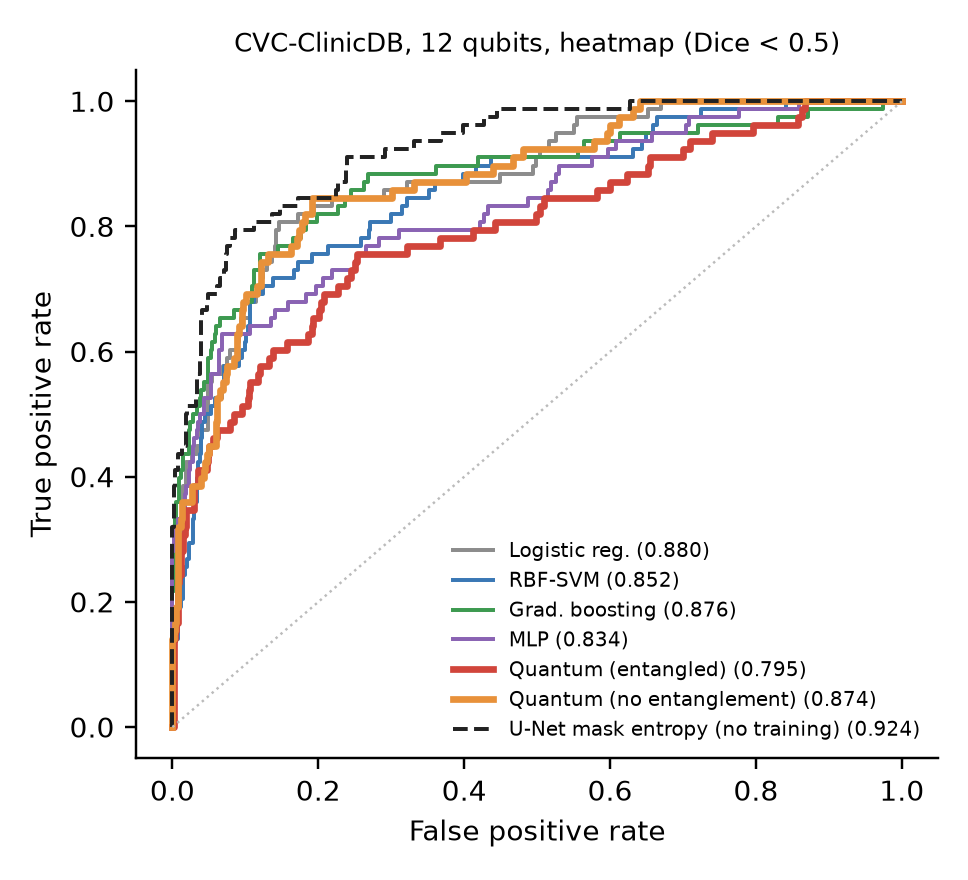 CVC-ClinicDB, 12 qubits, heatmap (Dice < 0.5)
1.0
0.8
0.6
0.4
0.2
0.0
True positive rate
Logistic reg. (0.880)
RBF-SVM (0.852)
Grad. boosting (0.876)
MLP (0.834)
Quantum (entangled) (0.795)
Quantum (no entanglement) (0.874)
U-Net mask entropy (no training) (0.924)
0.0 0.2 0.4 0.6 0.8 1.0
False positive rate